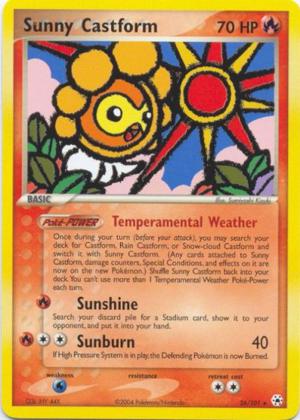 Sunny Castform 70 HP
BASIC
Poké-POWER Temperamental Weather
Once during your turn (before your attack), you may search your
deck for Castform, Rain Castform, or Snow-cloud Castform and
switch it with Sunny Castform. (Any cards attached to Sunny
Castform, damage counters, Special Conditions, and effects on it are
now on the new Pokémon.) Shuffle Sunny Castform back into your
deck. You can't use more than 1 Temperamental Weather Poké-Power
each turn.
Sunshine
Search your discard pile for a Stadium card, show it to your
opponent, and put it into your hand.
Sunburn 40
If High Pressure System is in play, the Defending Pokémon is now Burned.
weakness resistance retreat cost
©2004 Pokémon
26/101